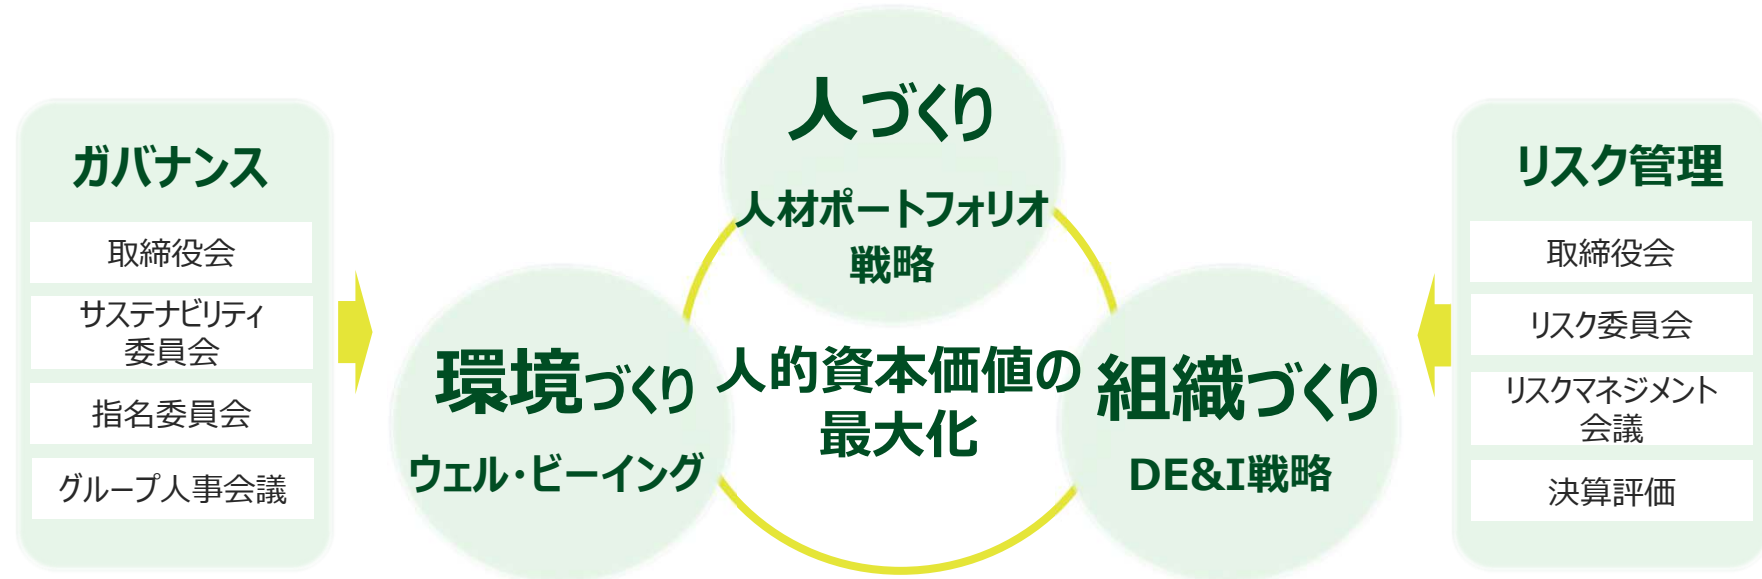 ガバナンス
取締役会
サステナビリティ
委員会
指名委員会
グループ人事会議
人づくり
人材ポートフォリオ
戦略
環境づくり
ウェル・ビーイング
人的資本価値の
最大化
組織づくり
DE&I戦略
リスク管理
取締役会
リスク委員会
リスクマネジメント
会議
決算評価